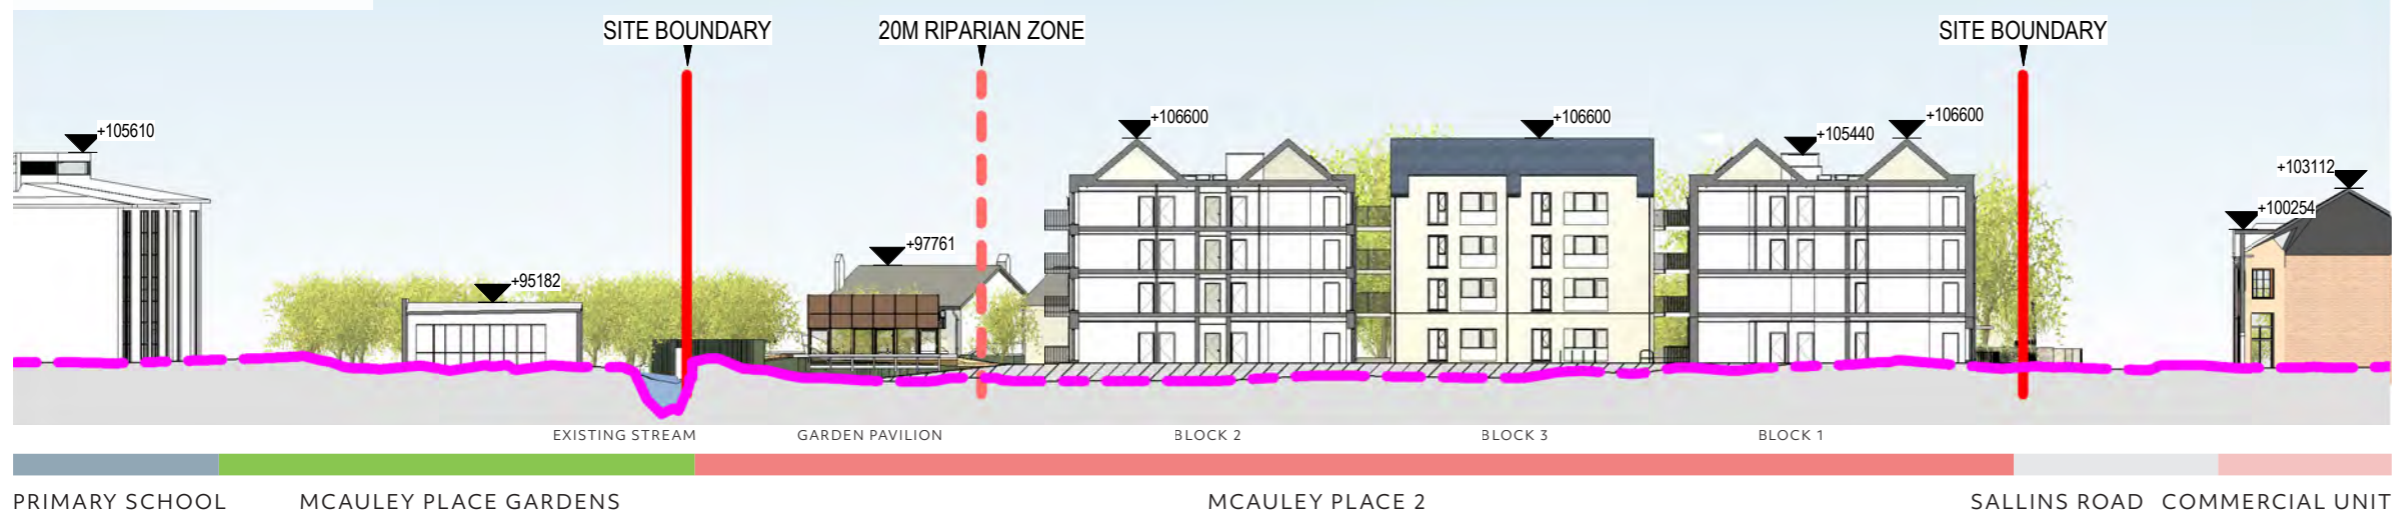 SITE BOUNDARY
20M RIPARIAN ZONE
SITE BOUNDARY
+105610
+95182
+97761
+106600
+106600
+105440
+106600
+103112
+100254
EXISTING STREAM
GARDEN PAVILION
BLOCK 2
BLOCK 3
BLOCK 1
PRIMARY SCHOOL
MCAULEY PLACE GARDENS
MCAULEY PLACE 2
SALLINS ROAD
COMMERCIAL UNIT